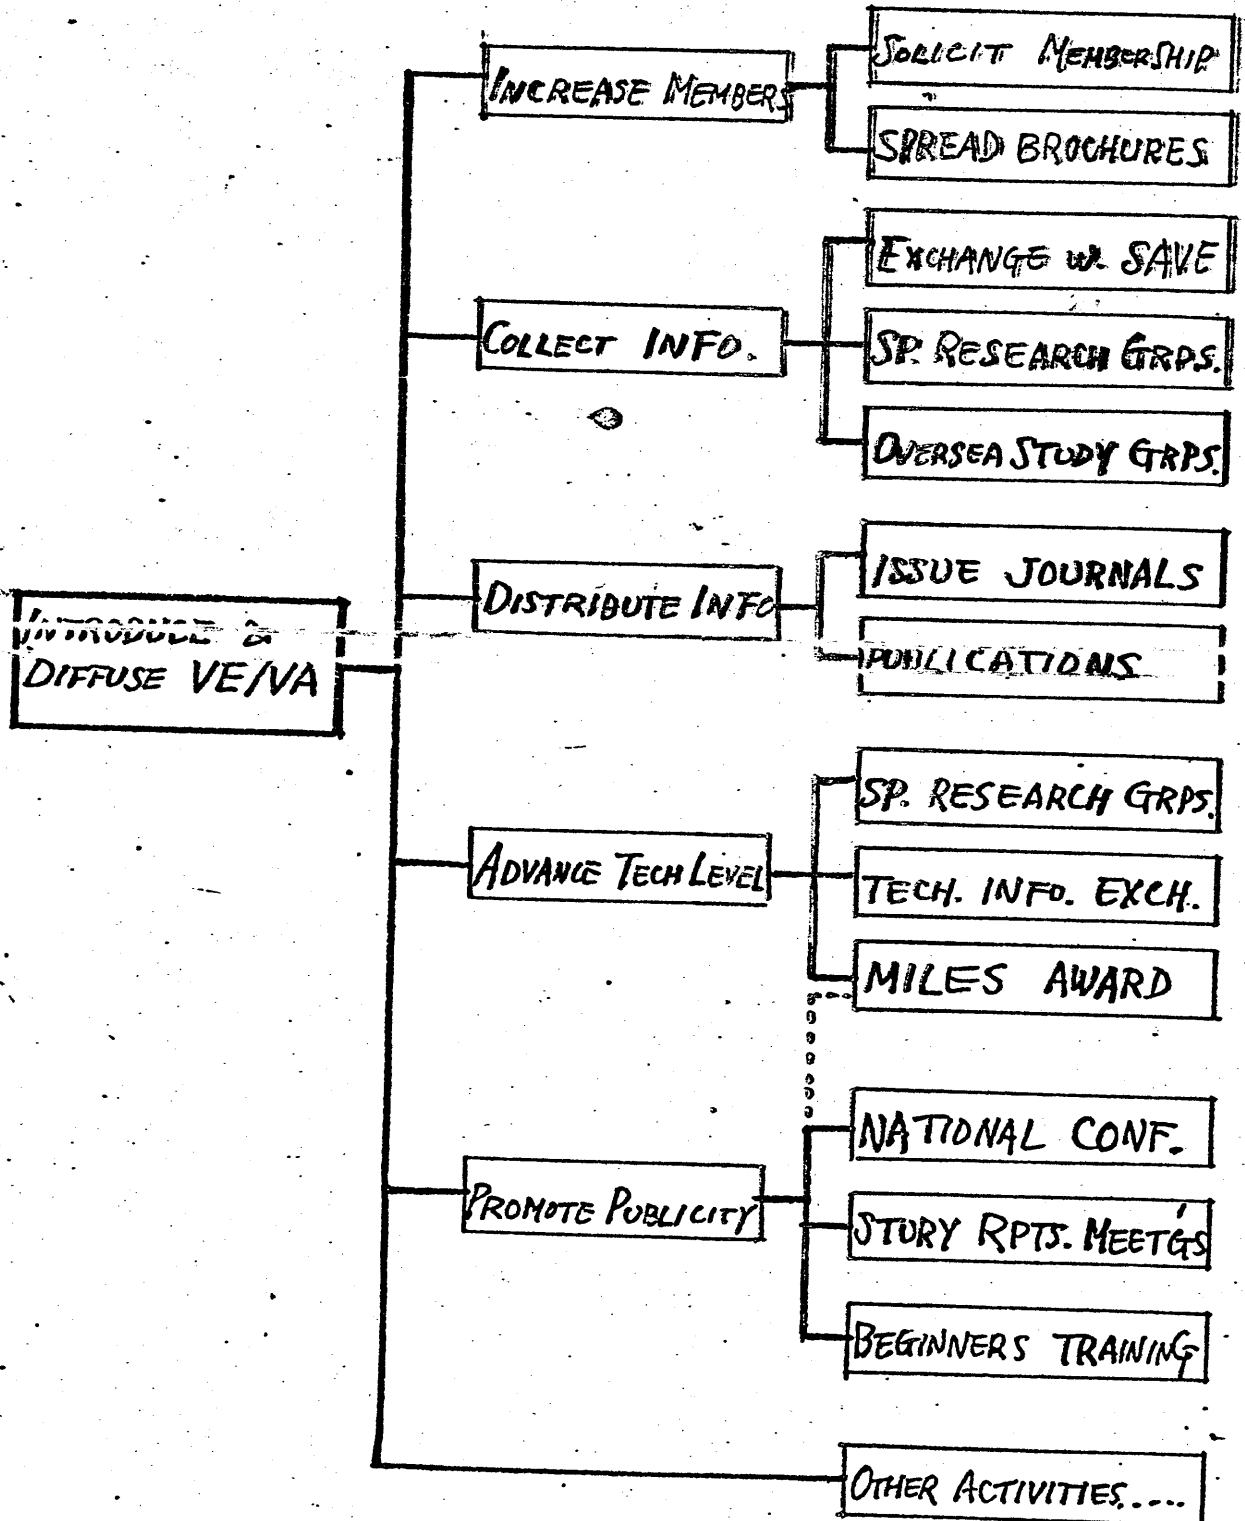 INCREASE MEMBERS
SOLICIT MEMBERSHIP
SPREAD BROCHURES
COLLECT INFO.
EXCHANGE W. SAVE
SP. RESEARCH GRPS.
OVERSEA STUDY GRPS.
INTRODUCE &
DIFFUSE VE/VA
DISTRIBUTE INFO
ISSUE JOURNALS
PUBLICATIONS
ADVANCE TECH LEVEL
SP. RESEARCH GRPS.
TECH. INFO. EXCH.
MILES AWARD
PROMOTE PUBLICITY
NATIONAL CONF.
STORY RPTS. MEET'GS
BEGINNERS TRAINING
OTHER ACTIVITIES.....